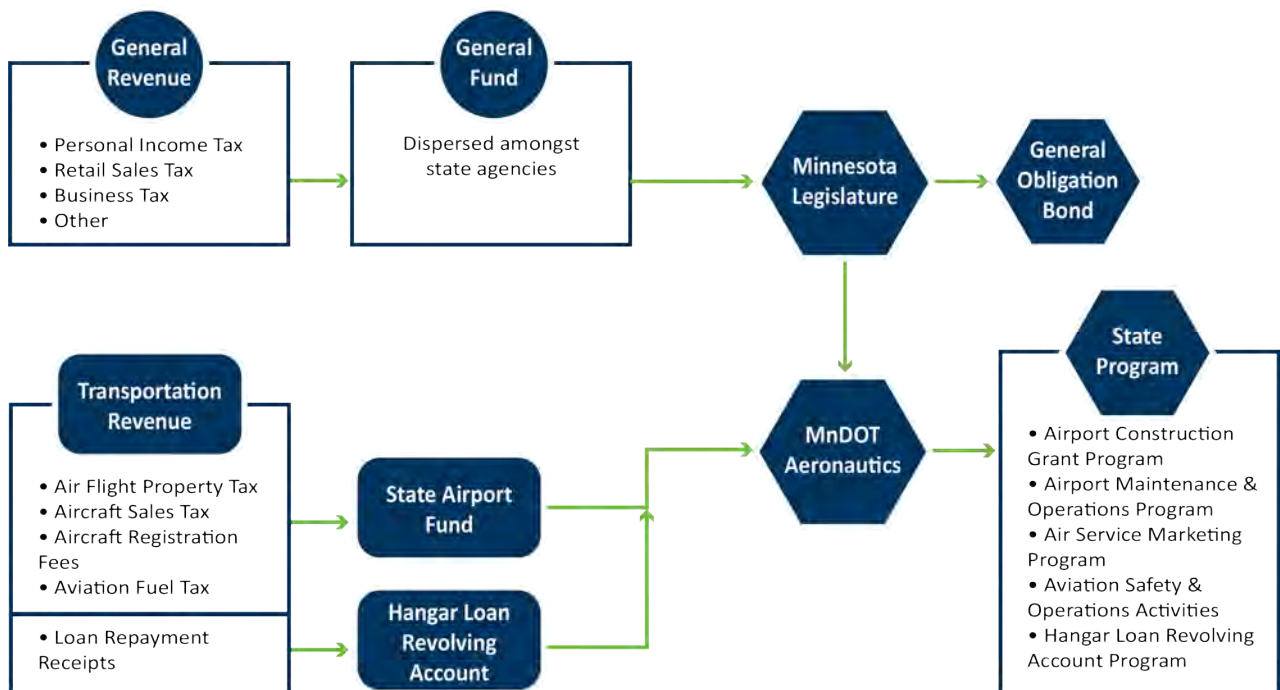 General
Revenue
• Personal Income Tax
• Retail Sales Tax
• Business Tax
• Other
General
Fund
Dispersed amongst
state agencies
Minnesota
Legislature
General
Obligation
Bond
Transportation
Revenue
• Air Flight Property Tax
• Aircraft Sales Tax
• Aircraft Registration
Fees
• Aviation Fuel Tax
• Loan Repayment
Receipts
State Airport
Fund
Hangar Loan
Revolving
Account
MnDOT
Aeronautics
State
Program
• Airport Construction
Grant Program
• Airport Maintenance &
Operations Program
• Air Service Marketing
Program
• Aviation Safety &
Operations Activities
• Hangar Loan Revolving
Account Program